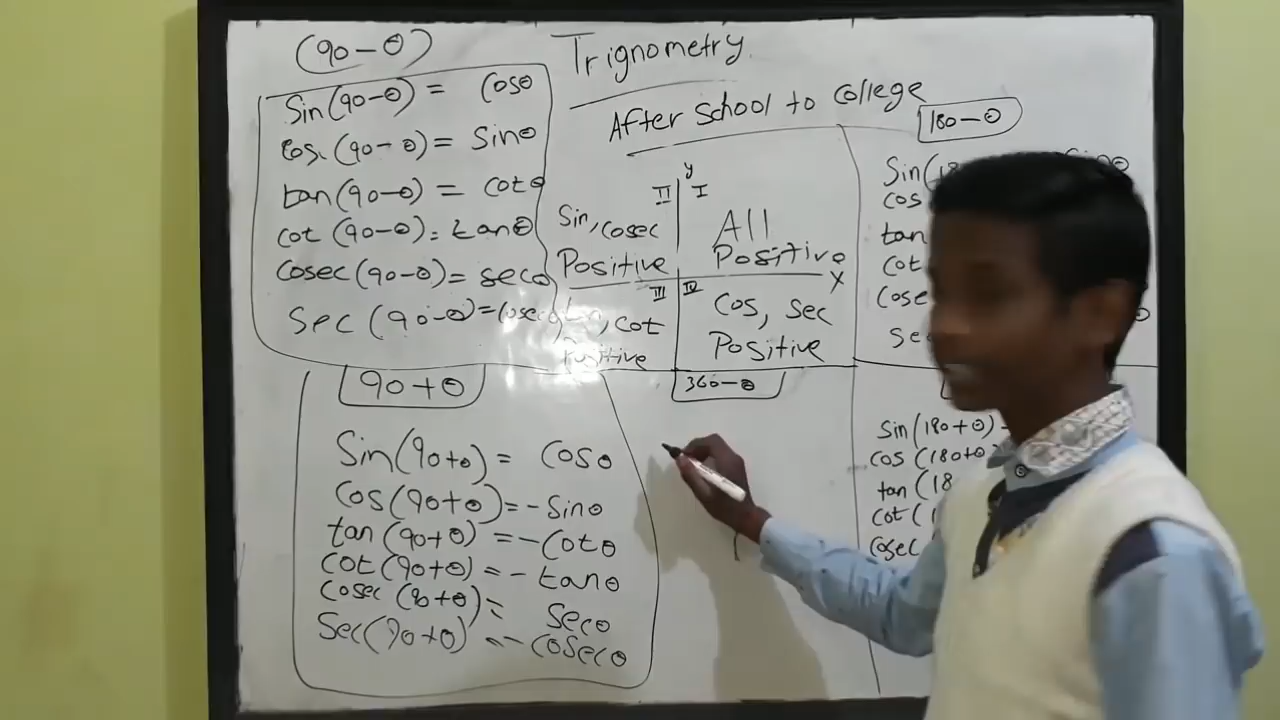 (90-θ)
Sin(90-θ) = Cosθ
Cos(90-θ) = Sinθ
tan(90-θ) = cotθ
cot (90-θ) = tanθ
Cosec(90-θ) = secθ
Sec (90-θ) = Cosecθ
Trignometry
After School to College
y
II
I
Sin, Cosec
Positive
All
Positive
X
III
IV
, cot
Positive
Cos, Sec
Positive
180-θ
Sin(18
cos
tan
cot
Cose
Se
90+θ
Sin(90+θ) = Cosθ
Cos(90+θ) = -Sinθ
tan (90+θ) = -Cotθ
Cot (90+θ) = - tanθ
Cosec (90+θ) = Secθ
Sec(90+θ) = - Cosecθ
360-θ
Sin(180+θ)
Cos (180+θ
tan (18
Cot (1
Cosec